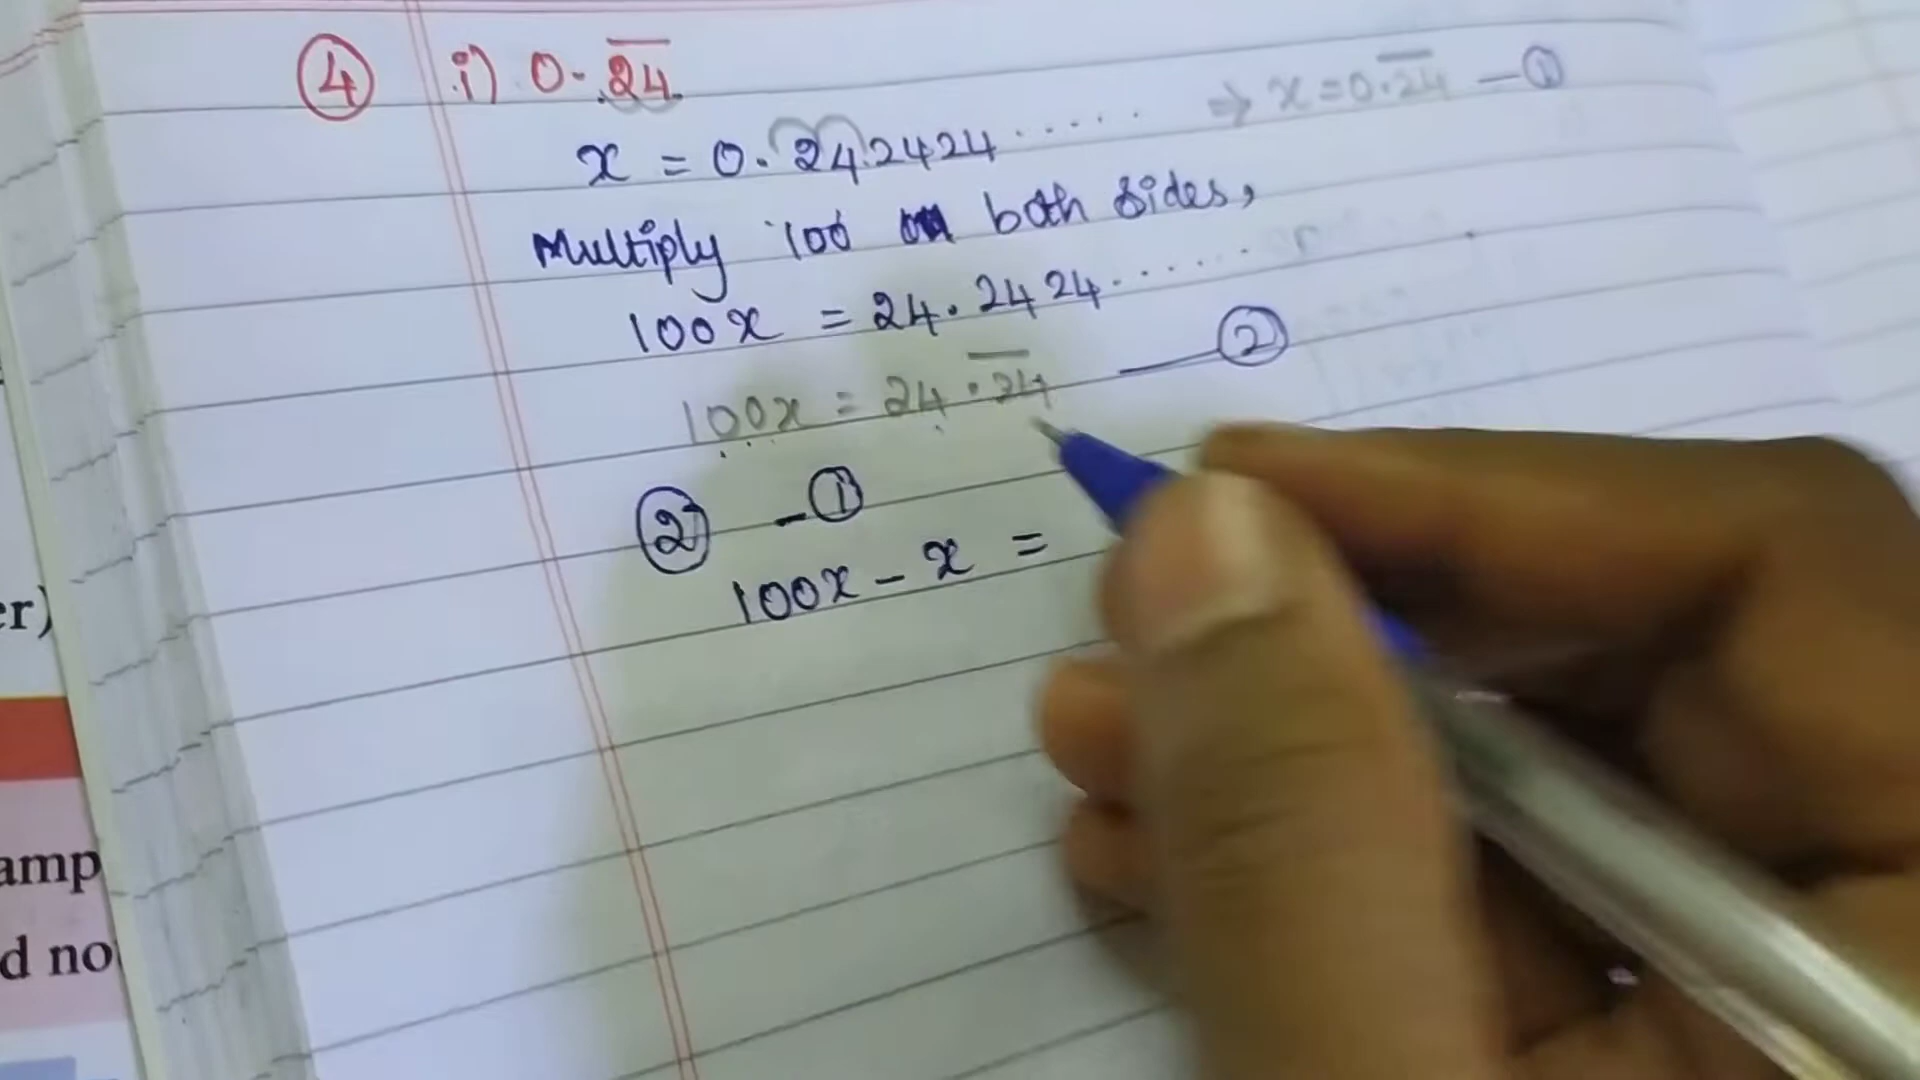 ④ i) 0.2̅4̅
x = 0.242424..... ⇒ x = 0.2̅4̅ — ①
Multiply 100 on both sides,
100x = 24.2424.......
100x = 24.2̅4̅ — ②
② - ①
100x - x =
er)
amp
d no